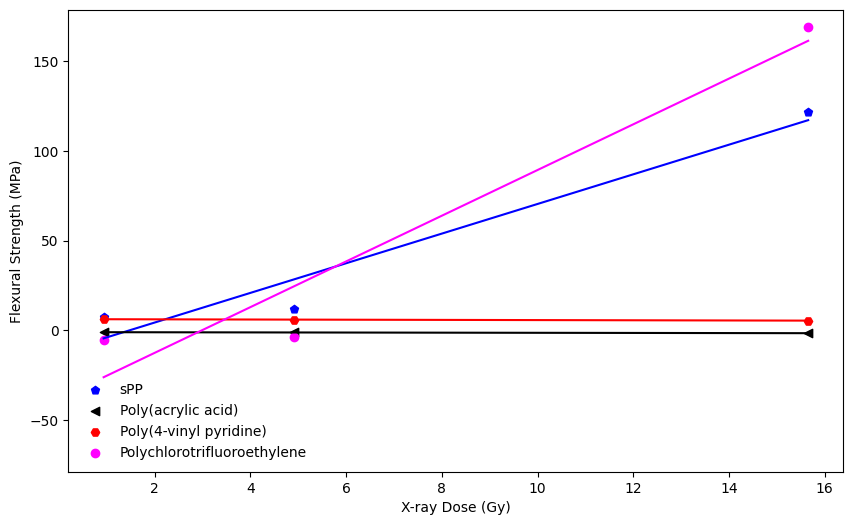 150
100
50
0
−50
Flexural Strength (MPa)
sPP
Poly(acrylic acid)
Poly(4-vinyl pyridine)
Polychlorotrifluoroethylene
2 4 6 8 10 12 14 16
X-ray Dose (Gy)